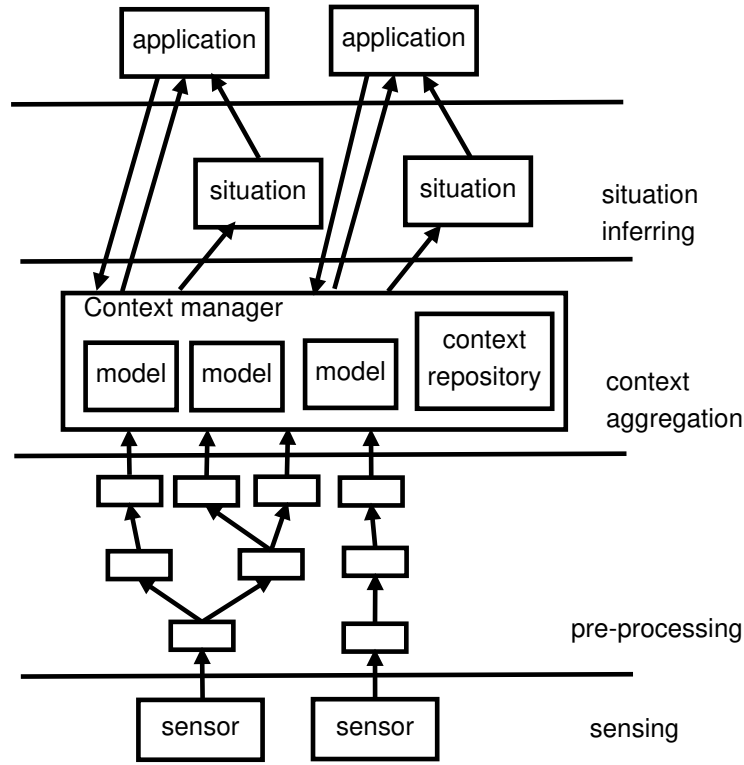 application
application
situation
situation
situation
inferring
Context manager
model
model
model
context
repository
context
aggregation
pre-processing
sensor
sensor
sensing